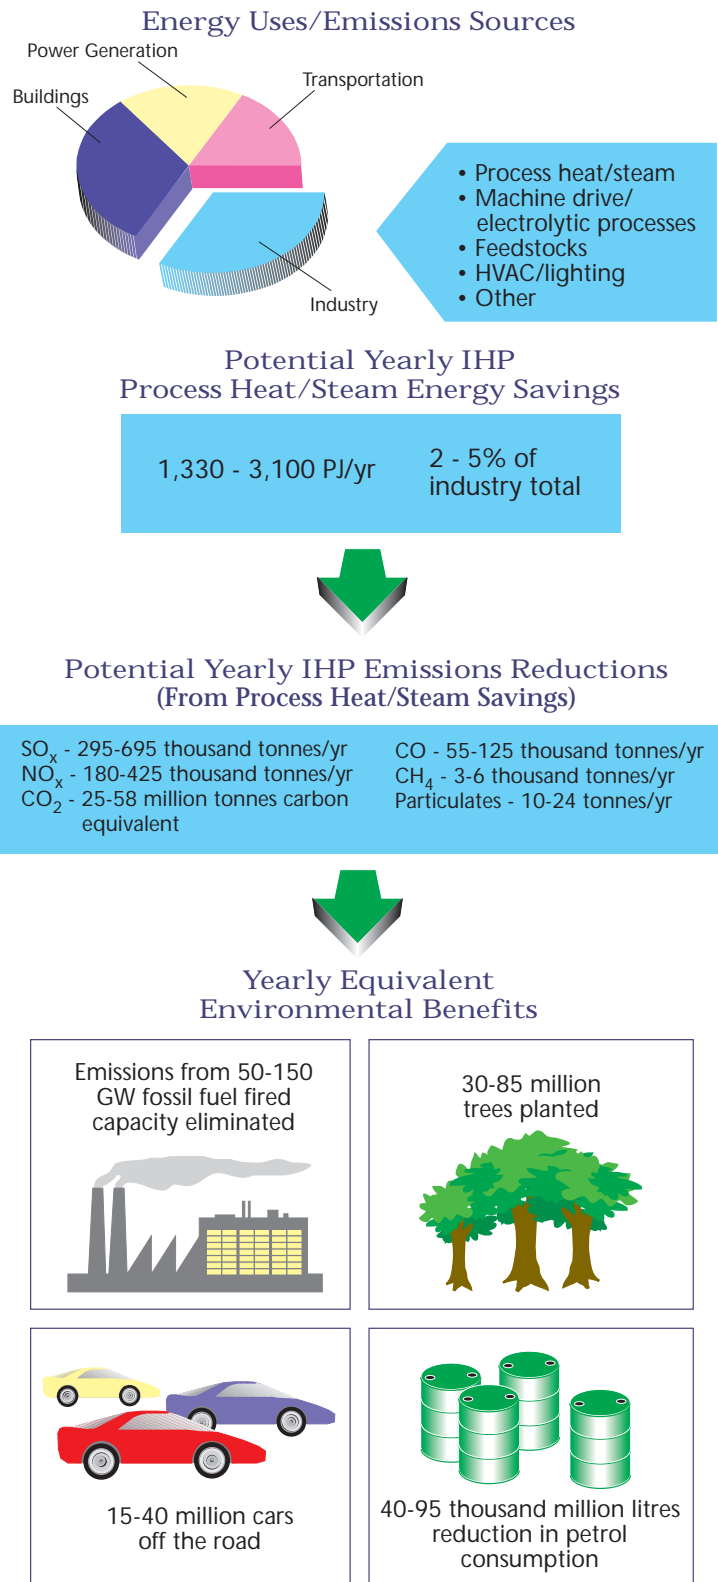 Energy Uses/Emissions Sources
Power Generation
Transportation
Buildings
Industry
• Process heat/steam
• Machine drive/
electrolytic processes
• Feedstocks
• HVAC/lighting
• Other
Potential Yearly IHP
Process Heat/Steam Energy Savings
1,330 - 3,100 PJ/yr
2 - 5% of
industry total
Potential Yearly IHP Emissions Reductions
(From Process Heat/Steam Savings)
SOx - 295-695 thousand tonnes/yr
NOx - 180-425 thousand tonnes/yr
CO2 - 25-58 million tonnes carbon
equivalent
CO - 55-125 thousand tonnes/yr
CH4 - 3-6 thousand tonnes/yr
Particulates - 10-24 tonnes/yr
Yearly Equivalent
Environmental Benefits
Emissions from 50-150
GW fossil fuel fired
capacity eliminated
30-85 million
trees planted
15-40 million cars
off the road
40-95 thousand million litres
reduction in petrol
consumption